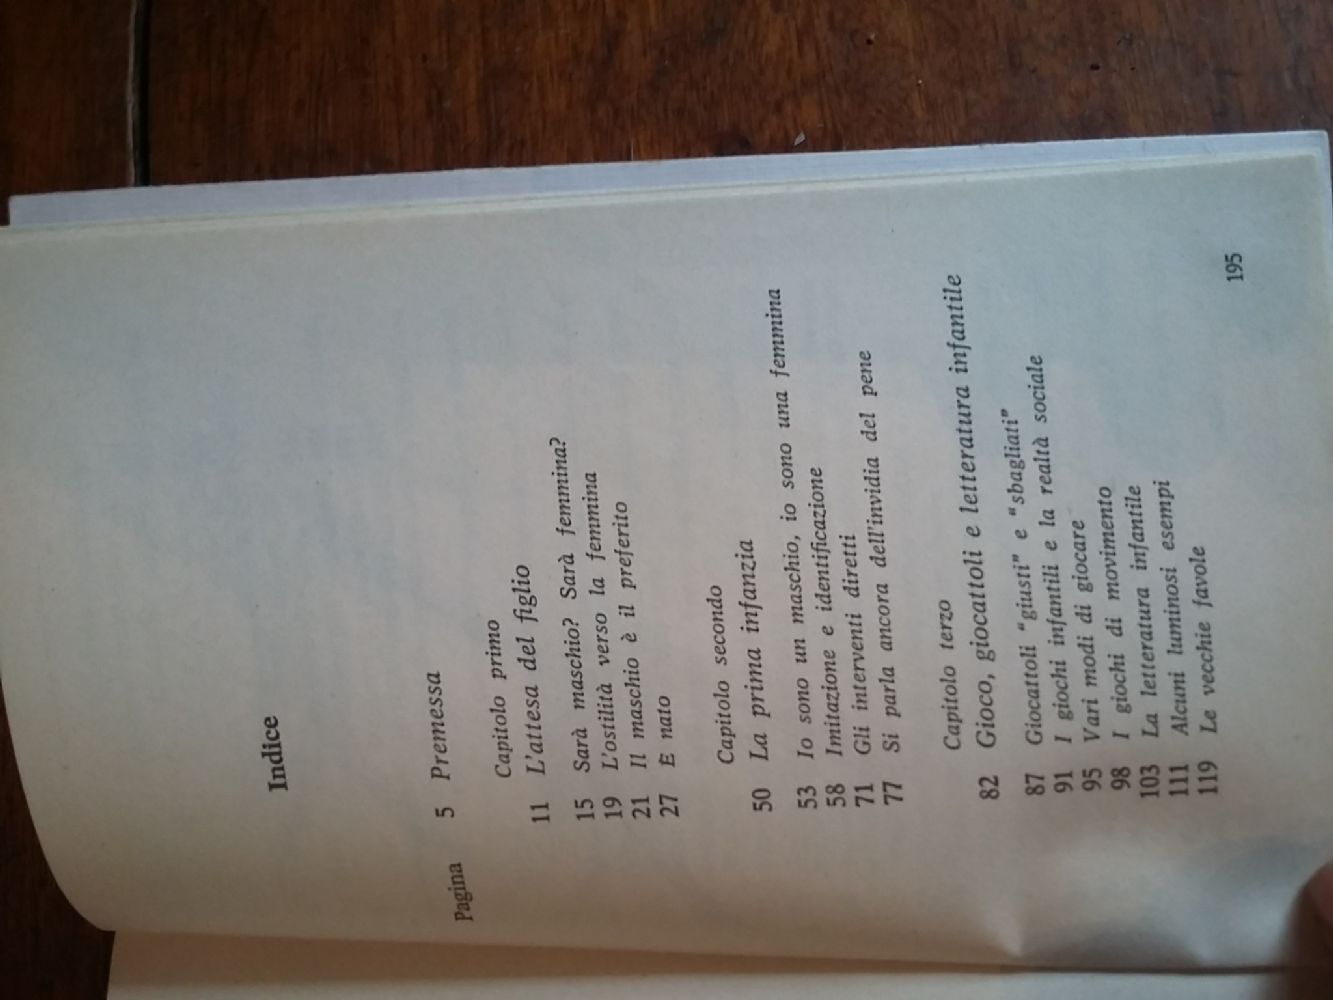 Indice
Pagina 5 Premessa
Capitolo primo
11 L'attesa del figlio
15 Sarà maschio? Sarà femmina?
19 L'ostilità verso la femmina
21 Il maschio è il preferito
27 E nato
Capitolo secondo
50 La prima infanzia
53 Io sono un maschio, io sono una femmina
58 Imitazione e identificazione
71 Gli interventi diretti
77 Si parla ancora dell'invidia del pene
Capitolo terzo
82 Gioco, giocattoli e letteratura infantile
87 Giocattoli "giusti" e "sbagliati"
91 I giochi infantili e la realtà sociale
95 Vari modi di giocare
98 I giochi di movimento
103 La letteratura infantile
111 Alcuni luminosi esempi
119 Le vecchie favole
195